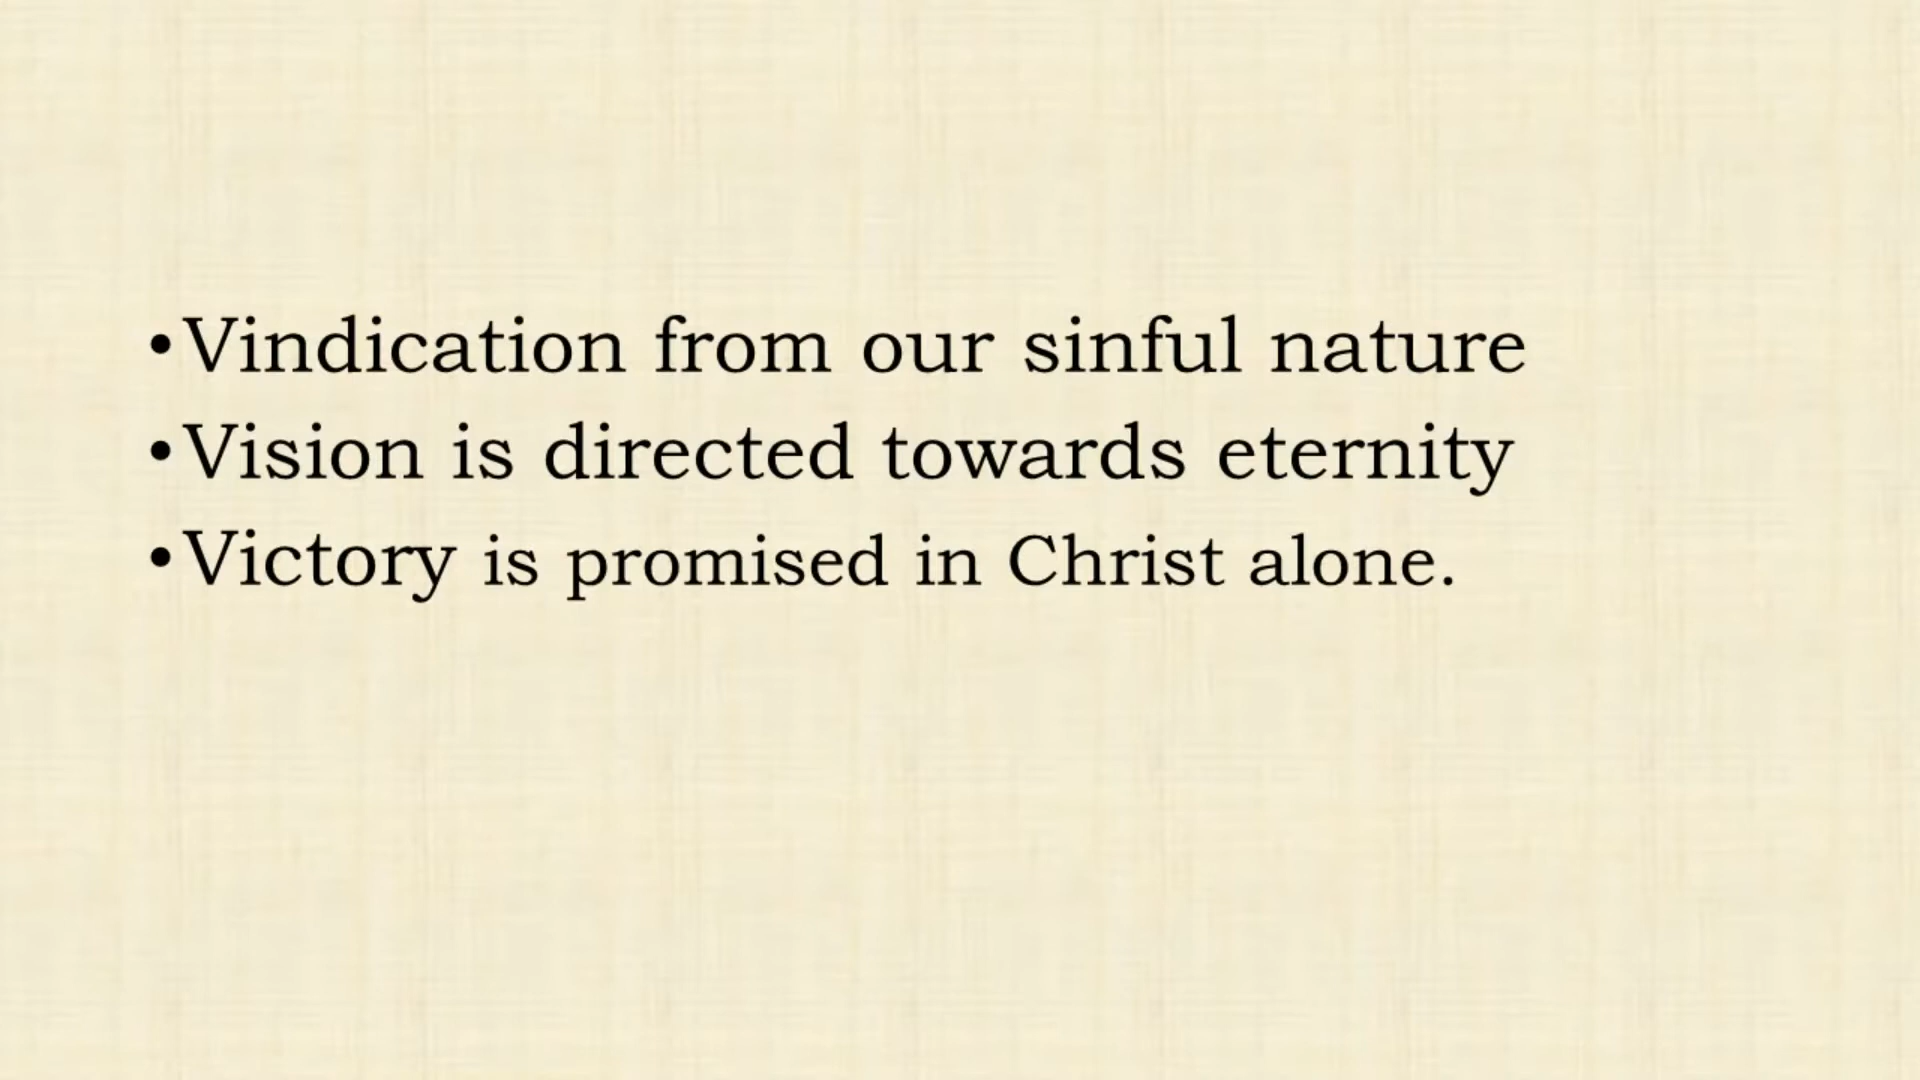 •Vindication from our sinful nature
•Vision is directed towards eternity
•Victory is promised in Christ alone.